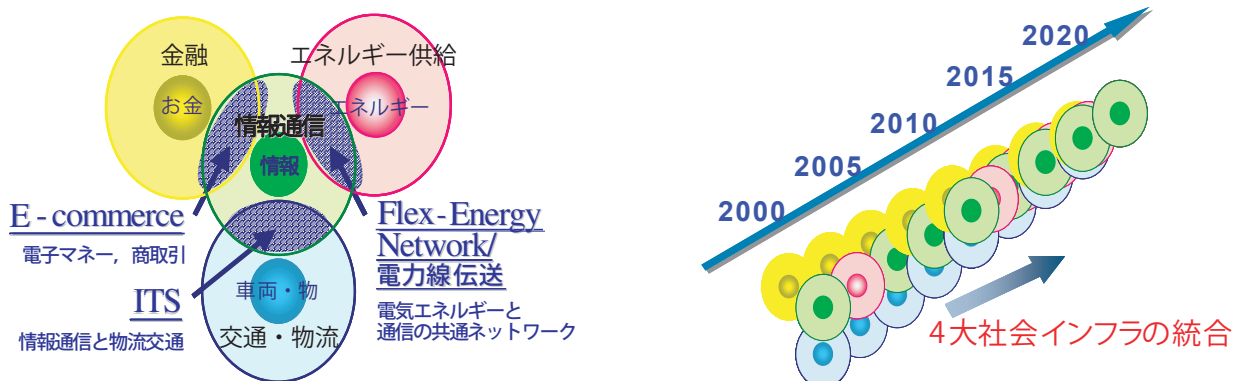 金融
お金
エネルギー供給
エネルギー
情報通信
情報
E-commerce
電子マネー，商取引
ITS
情報通信と物流交通
車両・物
交通・物流
Flex-Energy
Network/
電力線伝送
電気エネルギーと
通信の共通ネットワーク
2000
2005
2010
2015
2020
4大社会インフラの統合